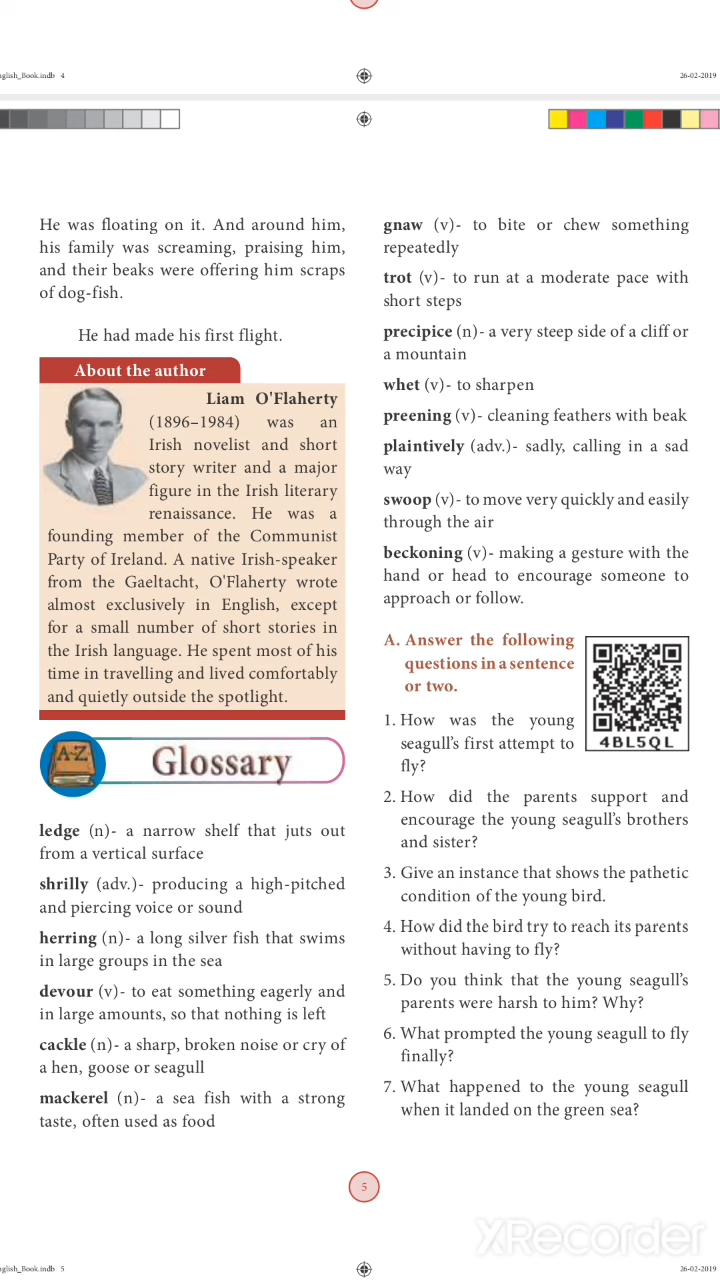 nglish_Book.indb 4
26-02-2019
He was floating on it. And around him,
his family was screaming, praising him,
and their beaks were offering him scraps
of dog-fish.
He had made his first flight.
About the author
Liam O'Flaherty
(1896–1984) was an
Irish novelist and short
story writer and a major
figure in the Irish literary
renaissance. He was a
founding member of the Communist
Party of Ireland. A native Irish-speaker
from the Gaeltacht, O'Flaherty wrote
almost exclusively in English, except
for a small number of short stories in
the Irish language. He spent most of his
time in travelling and lived comfortably
and quietly outside the spotlight.
A-Z
Glossary
ledge (n)- a narrow shelf that juts out
from a vertical surface
shrilly (adv.)- producing a high-pitched
and piercing voice or sound
herring (n)- a long silver fish that swims
in large groups in the sea
devour (v)- to eat something eagerly and
in large amounts, so that nothing is left
cackle (n)- a sharp, broken noise or cry of
a hen, goose or seagull
mackerel (n)- a sea fish with a strong
taste, often used as food
gnaw (v)- to bite or chew something
repeatedly
trot (v)- to run at a moderate pace with
short steps
precipice (n)- a very steep side of a cliff or
a mountain
whet (v)- to sharpen
preening (v)- cleaning feathers with beak
plaintively (adv.)- sadly, calling in a sad
way
swoop (v)- to move very quickly and easily
through the air
beckoning (v)- making a gesture with the
hand or head to encourage someone to
approach or follow.
A. Answer the following
questions in a sentence
or two.
4BL5QL
1. How was the young
seagull's first attempt to
fly?
2. How did the parents support and
encourage the young seagull's brothers
and sister?
3. Give an instance that shows the pathetic
condition of the young bird.
4. How did the bird try to reach its parents
without having to fly?
5. Do you think that the young seagull's
parents were harsh to him? Why?
6. What prompted the young seagull to fly
finally?
7. What happened to the young seagull
when it landed on the green sea?
5
XRecorder
nglish_Book.indb 5
26-02-2019